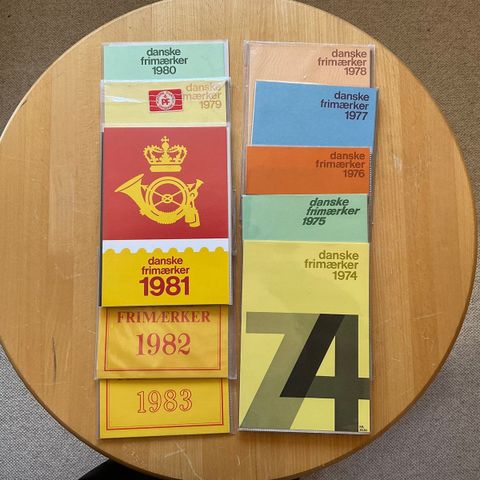 danske
frimærker
1980
danske
mærker
1979
danske
frimærker
1981
FRIMÆRKER
1982
1983
danske
frimærker
1978
danske
frimærker
1977
danske
frimærker
1976
danske
frimærker
1975
danske
frimærker
1974
74